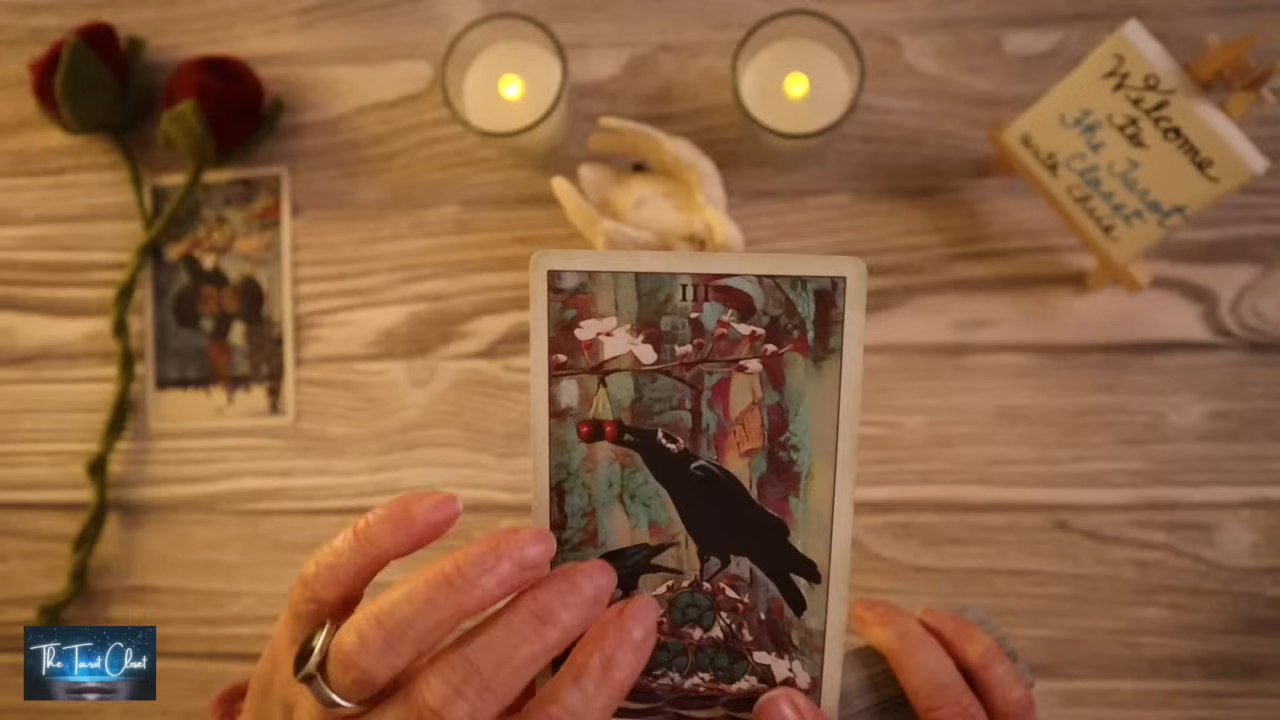 Welcome
to
The Tarot
Closet
with Chris
III
The Tarot Closet